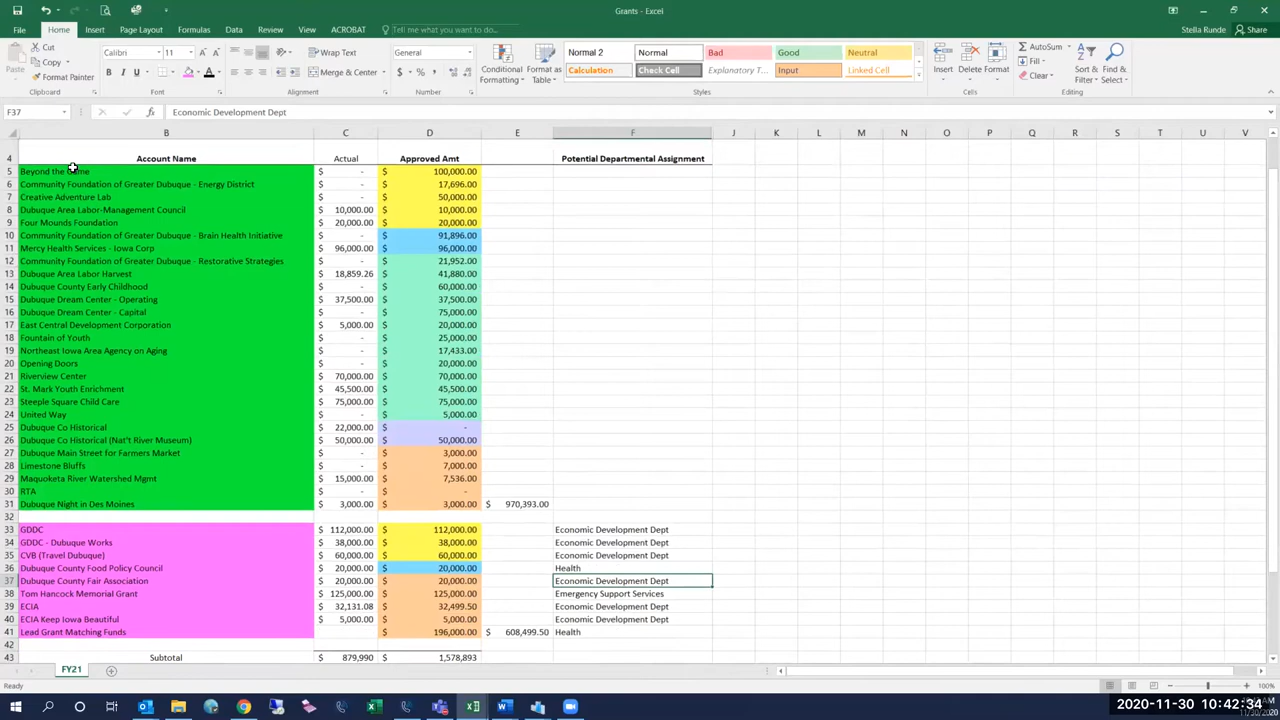 Grants - Excel
File Home Insert Page Layout Formulas Data Review View ACROBAT Tell me what you want to do... Stella Runde Share
Cut Calibri 11 Wrap Text General Normal 2 Normal Bad Good Neutral AutoSum
Paste Copy Fill
Format Painter Merge & Center Conditional Formatting Format as Table Calculation Check Cell Explanatory T... Input Linked Cell Insert Delete Format Clear Sort & Filter Find & Select
Clipboard Font Alignment Number Styles Cells Editing
F37 Economic Development Dept
B C D E F J K L M N O P Q R S T U V
4 Account Name Actual Approved Amt Potential Departmental Assignment
5 Beyond the Game $ - $ 100,000.00
6 Community Foundation of Greater Dubuque - Energy District $ - $ 17,696.00
7 Creative Adventure Lab $ - $ 50,000.00
8 Dubuque Area Labor-Management Council $ 10,000.00 $ 10,000.00
9 Four Mounds Foundation $ 20,000.00 $ 20,000.00
10 Community Foundation of Greater Dubuque - Brain Health Initiative $ - $ 91,896.00
11 Mercy Health Services - Iowa Corp $ 96,000.00 $ 96,000.00
12 Community Foundation of Greater Dubuque - Restorative Strategies $ - $ 21,952.00
13 Dubuque Area Labor Harvest $ 18,859.26 $ 41,880.00
14 Dubuque County Early Childhood $ - $ 60,000.00
15 Dubuque Dream Center - Operating $ 37,500.00 $ 37,500.00
16 Dubuque Dream Center - Capital $ - $ 75,000.00
17 East Central Development Corporation $ 5,000.00 $ 20,000.00
18 Fountain of Youth $ - $ 25,000.00
19 Northeast Iowa Area Agency on Aging $ - $ 17,433.00
20 Opening Doors $ - $ 20,000.00
21 Riverview Center $ 70,000.00 $ 70,000.00
22 St. Mark Youth Enrichment $ 45,500.00 $ 45,500.00
23 Steeple Square Child Care $ 75,000.00 $ 75,000.00
24 United Way $ - $ 5,000.00
25 Dubuque Co Historical $ 22,000.00 $ -
26 Dubuque Co Historical (Nat'l River Museum) $ 50,000.00 $ 50,000.00
27 Dubuque Main Street for Farmers Market $ - $ 3,000.00
28 Limestone Bluffs $ - $ 7,000.00
29 Maquoketa River Watershed Mgmt $ 15,000.00 $ 7,536.00
30 RTA $ - $ -
31 Dubuque Night in Des Moines $ 3,000.00 $ 3,000.00 $ 970,393.00
32
33 GDDC $ 112,000.00 $ 112,000.00 Economic Development Dept
34 GDDC - Dubuque Works $ 38,000.00 $ 38,000.00 Economic Development Dept
35 CVB (Travel Dubuque) $ 60,000.00 $ 60,000.00 Economic Development Dept
36 Dubuque County Food Policy Council $ 20,000.00 $ 20,000.00 Health
37 Dubuque County Fair Association $ 20,000.00 $ 20,000.00 Economic Development Dept
38 Tom Hancock Memorial Grant $ 125,000.00 $ 125,000.00 Emergency Support Services
39 ECIA $ 32,131.08 $ 32,499.50 Economic Development Dept
40 ECIA Keep Iowa Beautiful $ 5,000.00 $ 5,000.00 Economic Development Dept
41 Lead Grant Matching Funds $ 196,000.00 $ 608,499.50 Health
42
43 Subtotal $ 879,990 $ 1,578,893
FY21
Ready 100%
2020-11-30 10:42:34